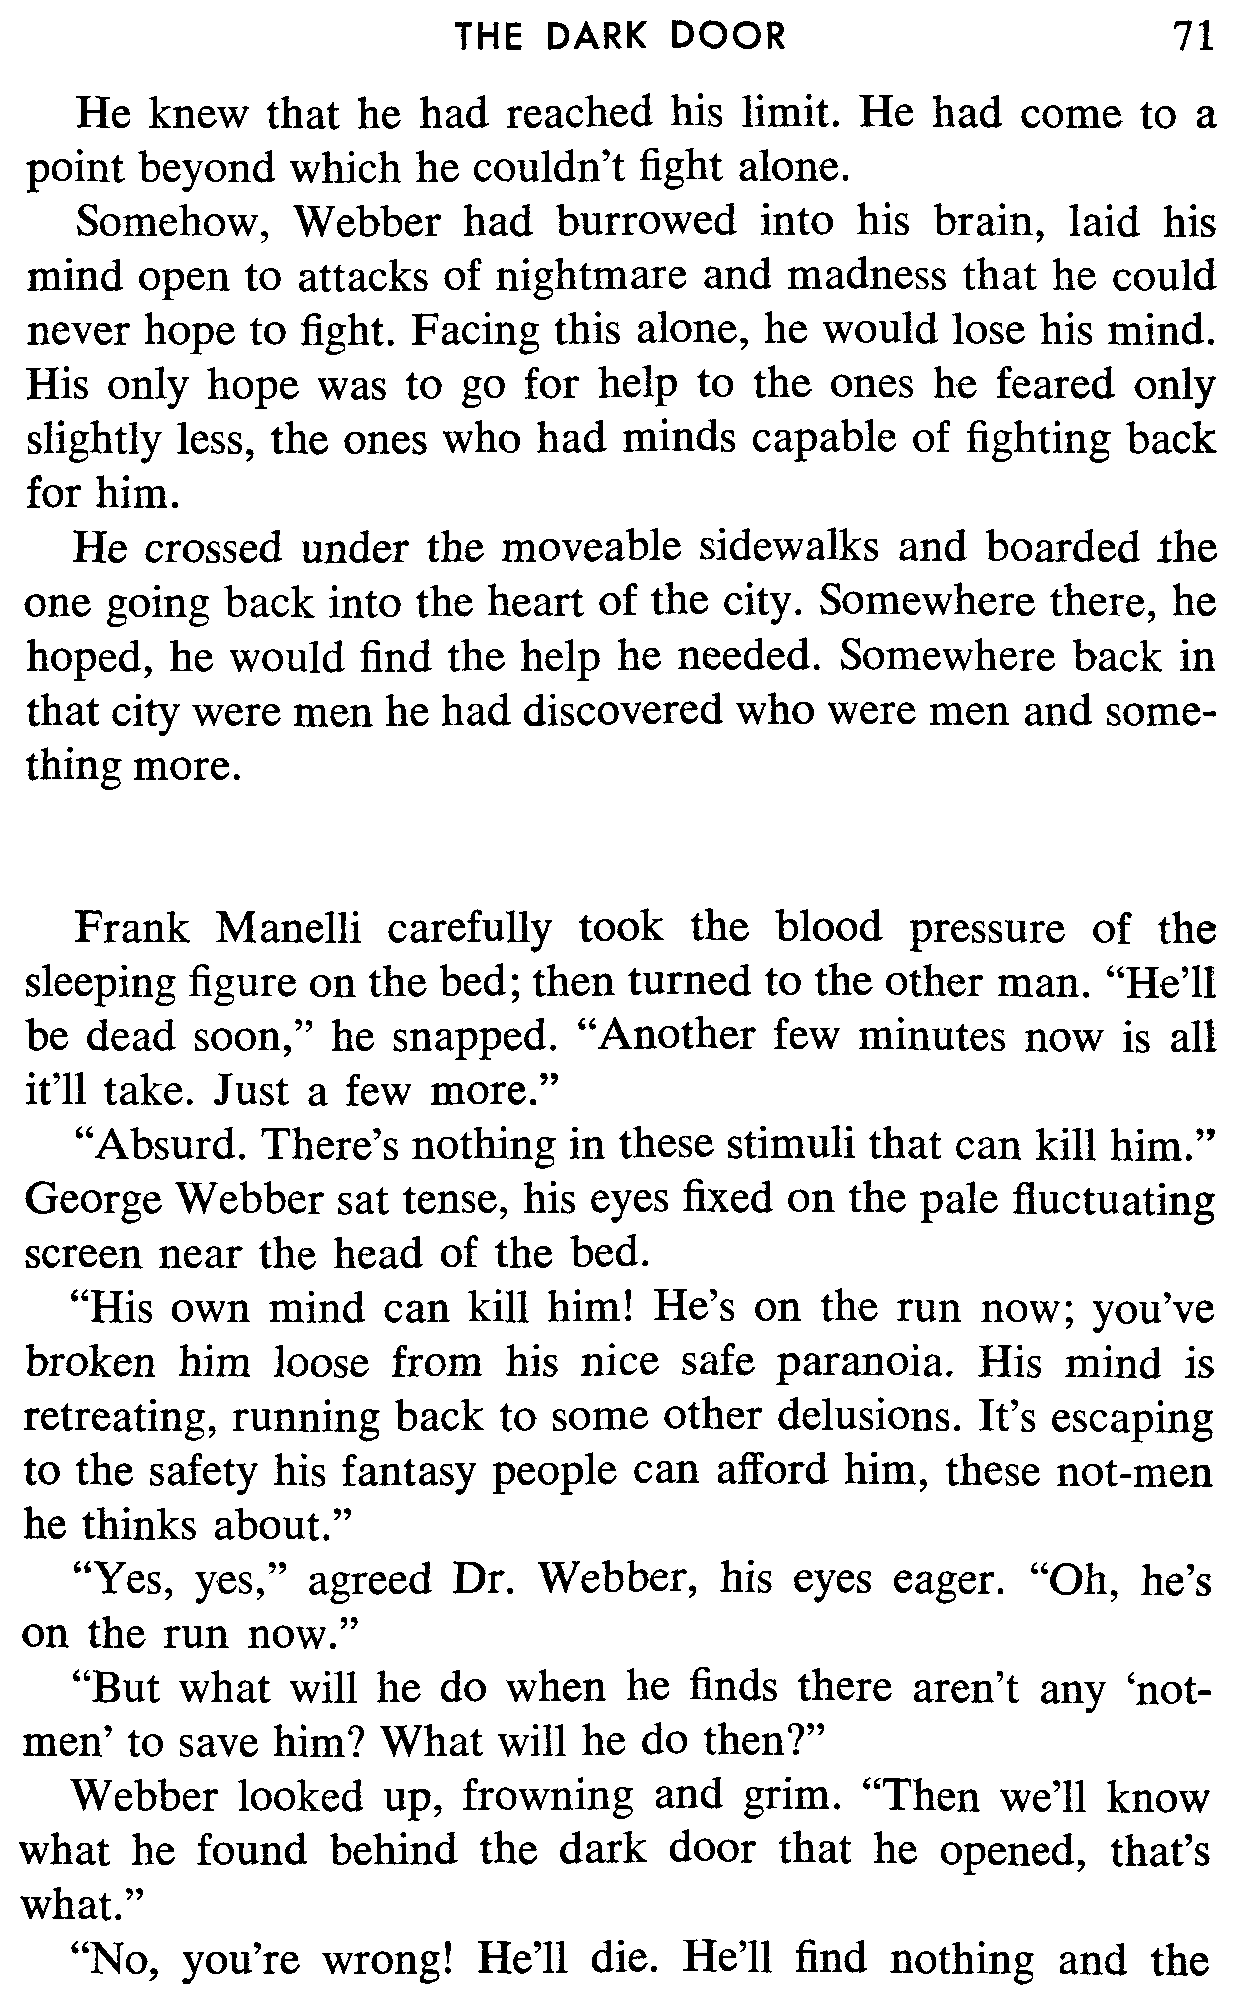 THE DARK DOOR 71
He knew that he had reached his limit. He had come to a
point beyond which he couldn't fight alone.
Somehow, Webber had burrowed into his brain, laid his
mind open to attacks of nightmare and madness that he could
never hope to fight. Facing this alone, he would lose his mind.
His only hope was to go for help to the ones he feared only
slightly less, the ones who had minds capable of fighting back
for him.
He crossed under the moveable sidewalks and boarded the
one going back into the heart of the city. Somewhere there, he
hoped, he would find the help he needed. Somewhere back in
that city were men he had discovered who were men and some-
thing more.
Frank Manelli carefully took the blood pressure of the
sleeping figure on the bed; then turned to the other man. “He’ll
be dead soon,” he snapped. “Another few minutes now is all
it’ll take. Just a few more.”
“Absurd. There’s nothing in these stimuli that can kill him.”
George Webber sat tense, his eyes fixed on the pale fluctuating
screen near the head of the bed.
“His own mind can kill him! He’s on the run now; you’ve
broken him loose from his nice safe paranoia. His mind is
retreating, running back to some other delusions. It’s escaping
to the safety his fantasy people can afford him, these not-men
he thinks about.”
“Yes, yes,” agreed Dr. Webber, his eyes eager. “Oh, he’s
on the run now.”
“But what will he do when he finds there aren’t any ‘not-
men’ to save him? What will he do then?”
Webber looked up, frowning and grim. “Then we’ll know
what he found behind the dark door that he opened, that’s
what.”
“No, you’re wrong! He’ll die. He’ll find nothing and the